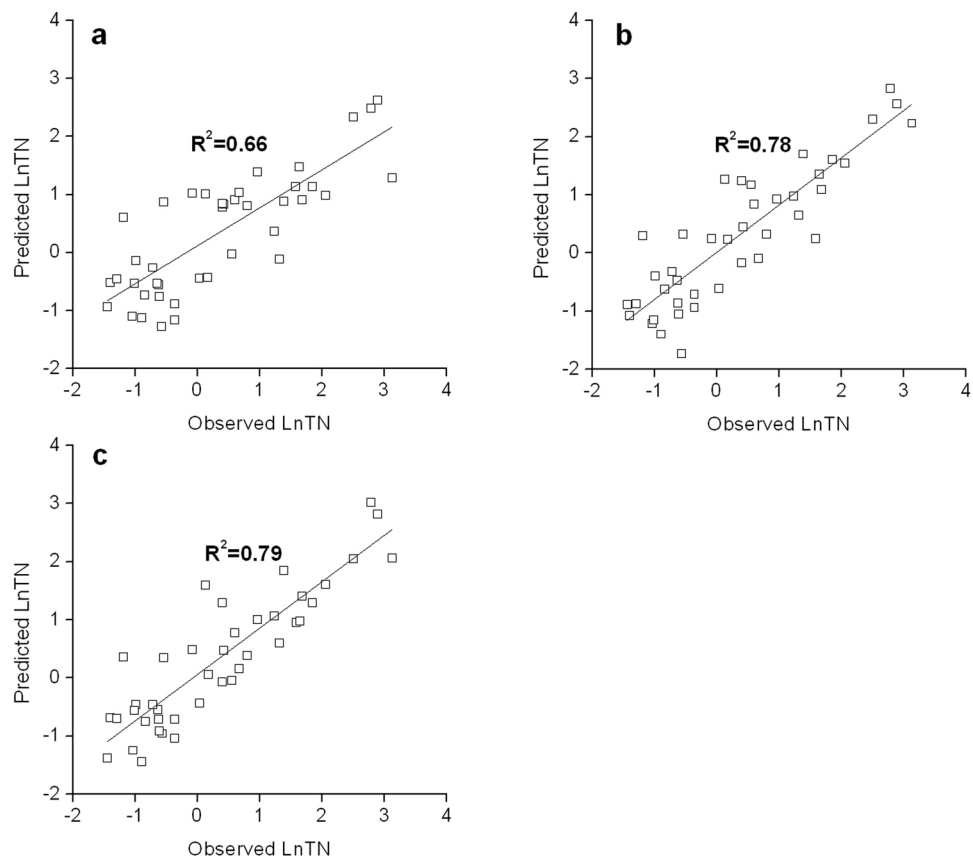 a
4
3
2
1
0
-1
-2
Predicted LnTN
R²=0.66
-2 -1 0 1 2 3 4
Observed LnTN
b
4
3
2
1
0
-1
-2
Predicted LnTN
R²=0.78
-2 -1 0 1 2 3 4
Observed LnTN
c
4
3
2
1
0
-1
-2
Predicted LnTN
R²=0.79
-2 -1 0 1 2 3 4
Observed LnTN